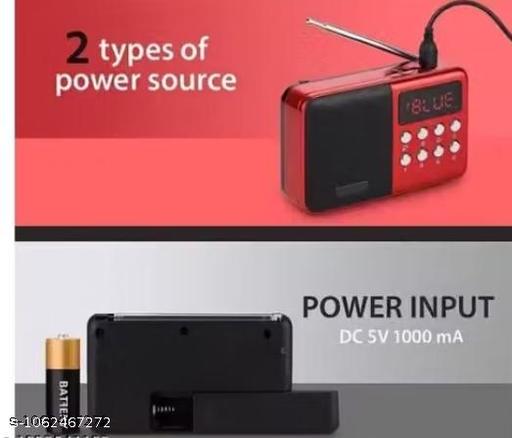 2 types of
power source
BLUE
POWER INPUT
DC 5V 1000 mA
BATTE
S-1062467272